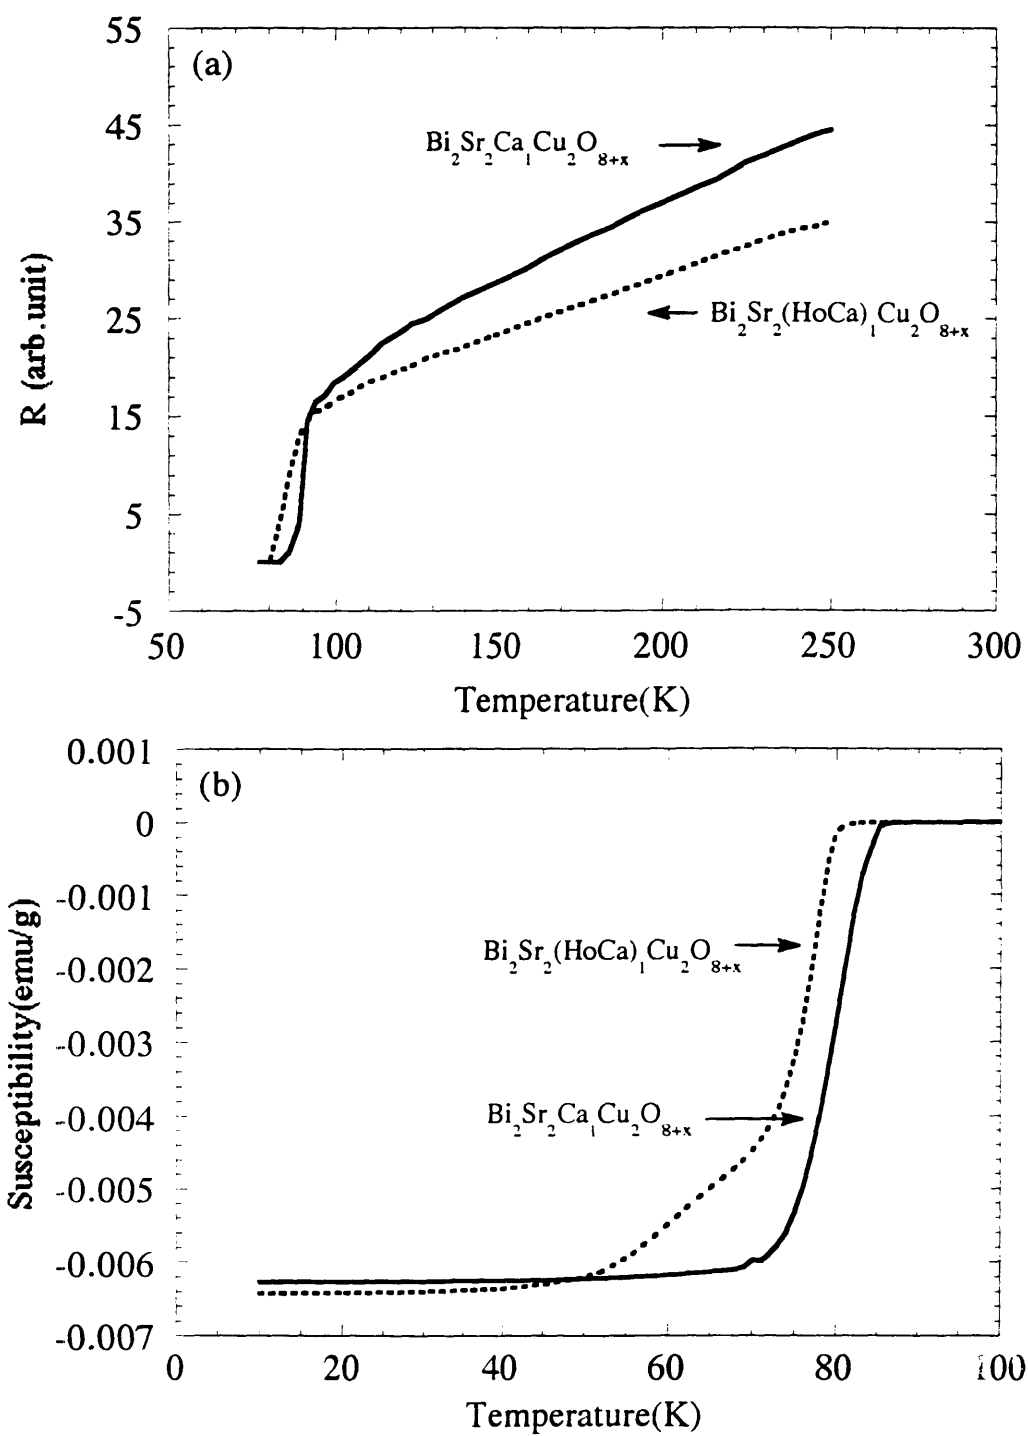 55
(a)
45
Bi₂Sr₂Ca₁Cu₂O₈₊ₓ
35
25
Bi₂Sr₂(HoCa)₁Cu₂O₈₊ₓ
15
5
-5
R (arb.unit)
50 100 150 200 250 300
Temperature(K)
0.001
(b)
0
-0.001
Bi₂Sr₂(HoCa)₁Cu₂O₈₊ₓ
-0.002
-0.003
-0.004
Bi₂Sr₂Ca₁Cu₂O₈₊ₓ
-0.005
-0.006
-0.007
Susceptibility(emu/g)
0 20 40 60 80 100
Temperature(K)